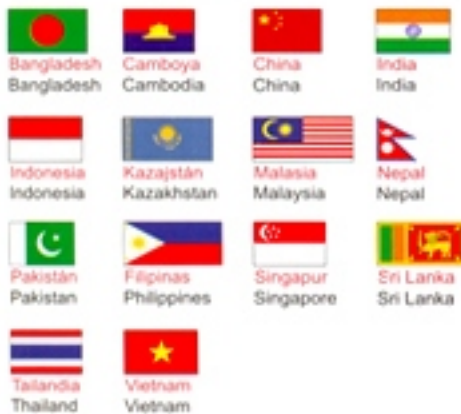 Bangladesh
Bangladesh
Camboya
Cambodia
China
China
India
India
Indonesia
Indonesia
Kazajstán
Kazakhstan
Malasia
Malaysia
Nepal
Nepal
Pakistán
Pakistan
Filipinas
Philippines
Singapur
Singapore
Sri Lanka
Sri Lanka
Tailandia
Thailand
Vietnam
Vietnam